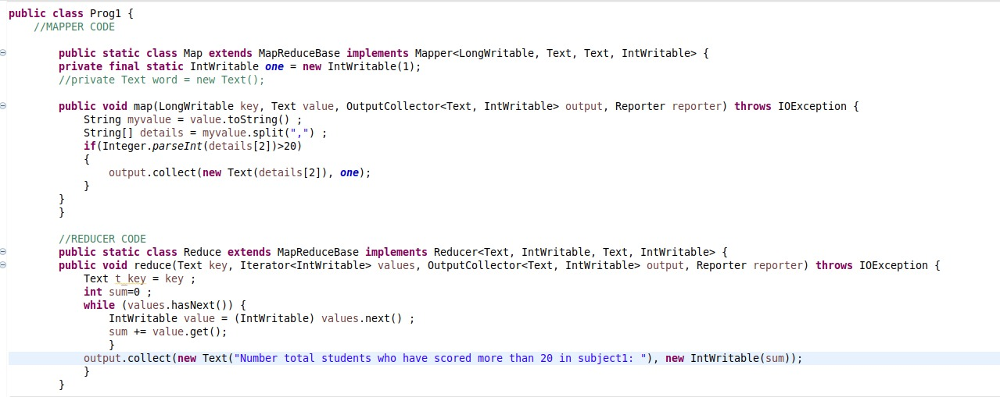 public class Prog1 {
//MAPPER CODE
public static class Map extends MapReduceBase implements Mapper<LongWritable, Text, Text, IntWritable> {
private final static IntWritable one = new IntWritable(1);
//private Text word = new Text();
public void map(LongWritable key, Text value, OutputCollector<Text, IntWritable> output, Reporter reporter) throws IOException {
String myvalue = value.toString() ;
String[] details = myvalue.split(",") ;
if(Integer.parseInt(details[2])>20)
{
output.collect(new Text(details[2]), one);
}
}
}
//REDUCER CODE
public static class Reduce extends MapReduceBase implements Reducer<Text, IntWritable, Text, IntWritable> {
public void reduce(Text key, Iterator<IntWritable> values, OutputCollector<Text, IntWritable> output, Reporter reporter) throws IOException {
Text t_key = key ;
int sum=0 ;
while (values.hasNext()) {
IntWritable value = (IntWritable) values.next() ;
sum += value.get();
}
output.collect(new Text("Number total students who have scored more than 20 in subject1: "), new IntWritable(sum));
}
}